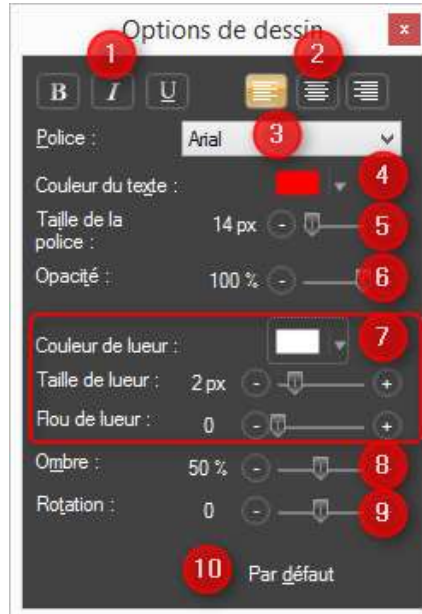 Options de dessin x
1 2
B I U
Police : Arial 3
Couleur du texte : 4
Taille de la police : 14 px - 5
Opacité : 100 % - 6
7
Couleur de lueur :
Taille de lueur : 2 px - +
Flou de lueur : 0 - +
Ombre : 50 % - 8
Rotation : 0 - 9
10 Par défaut